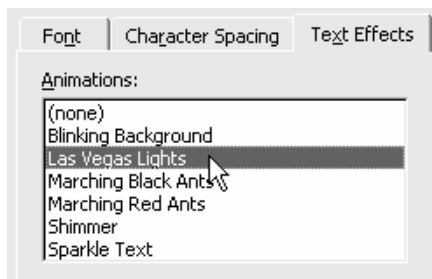 Font Character Spacing Text Effects
Animations:
(none)
Blinking Background
Las Vegas Lights
Marching Black Ants
Marching Red Ants
Shimmer
Sparkle Text